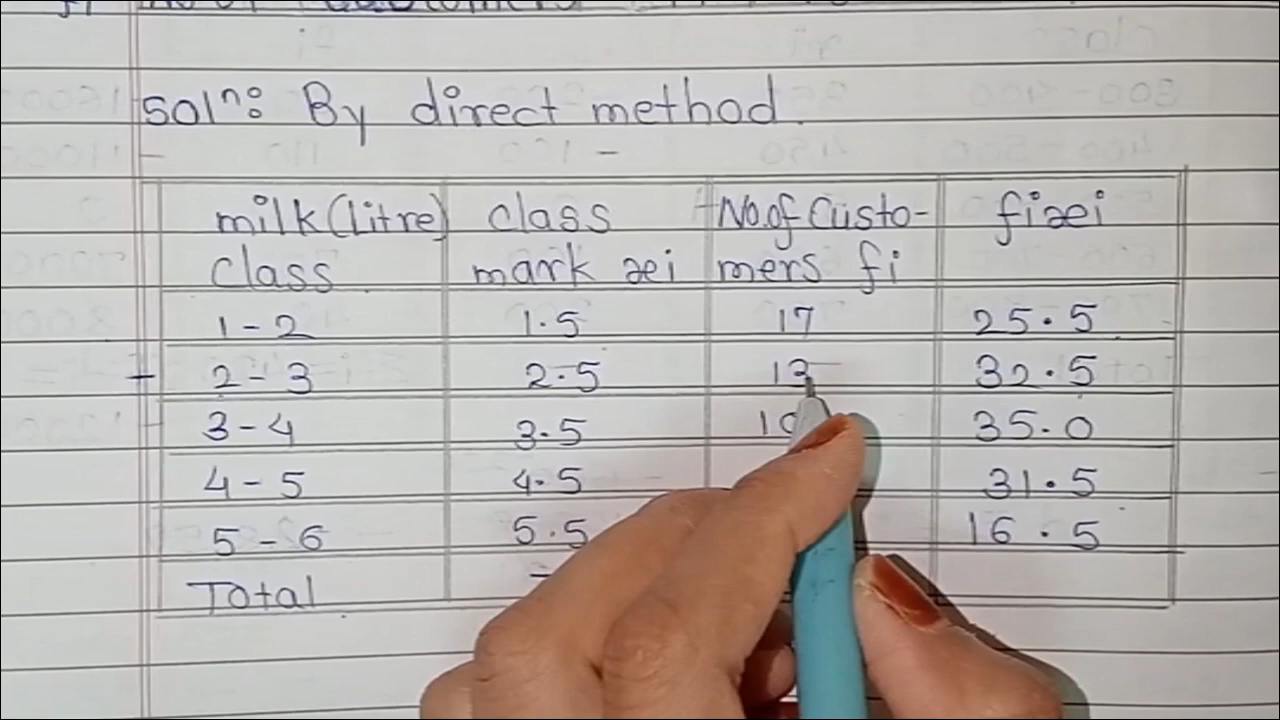 Soln: By direct method.
milk(Litre) class No. of Custo- fixi
class mark xi mers fi
1-2 1.5 17 25.5
2-3 2.5 13 32.5
3-4 3.5 35.0
4-5 4.5 31.5
5-6 5.5 16.5
Total